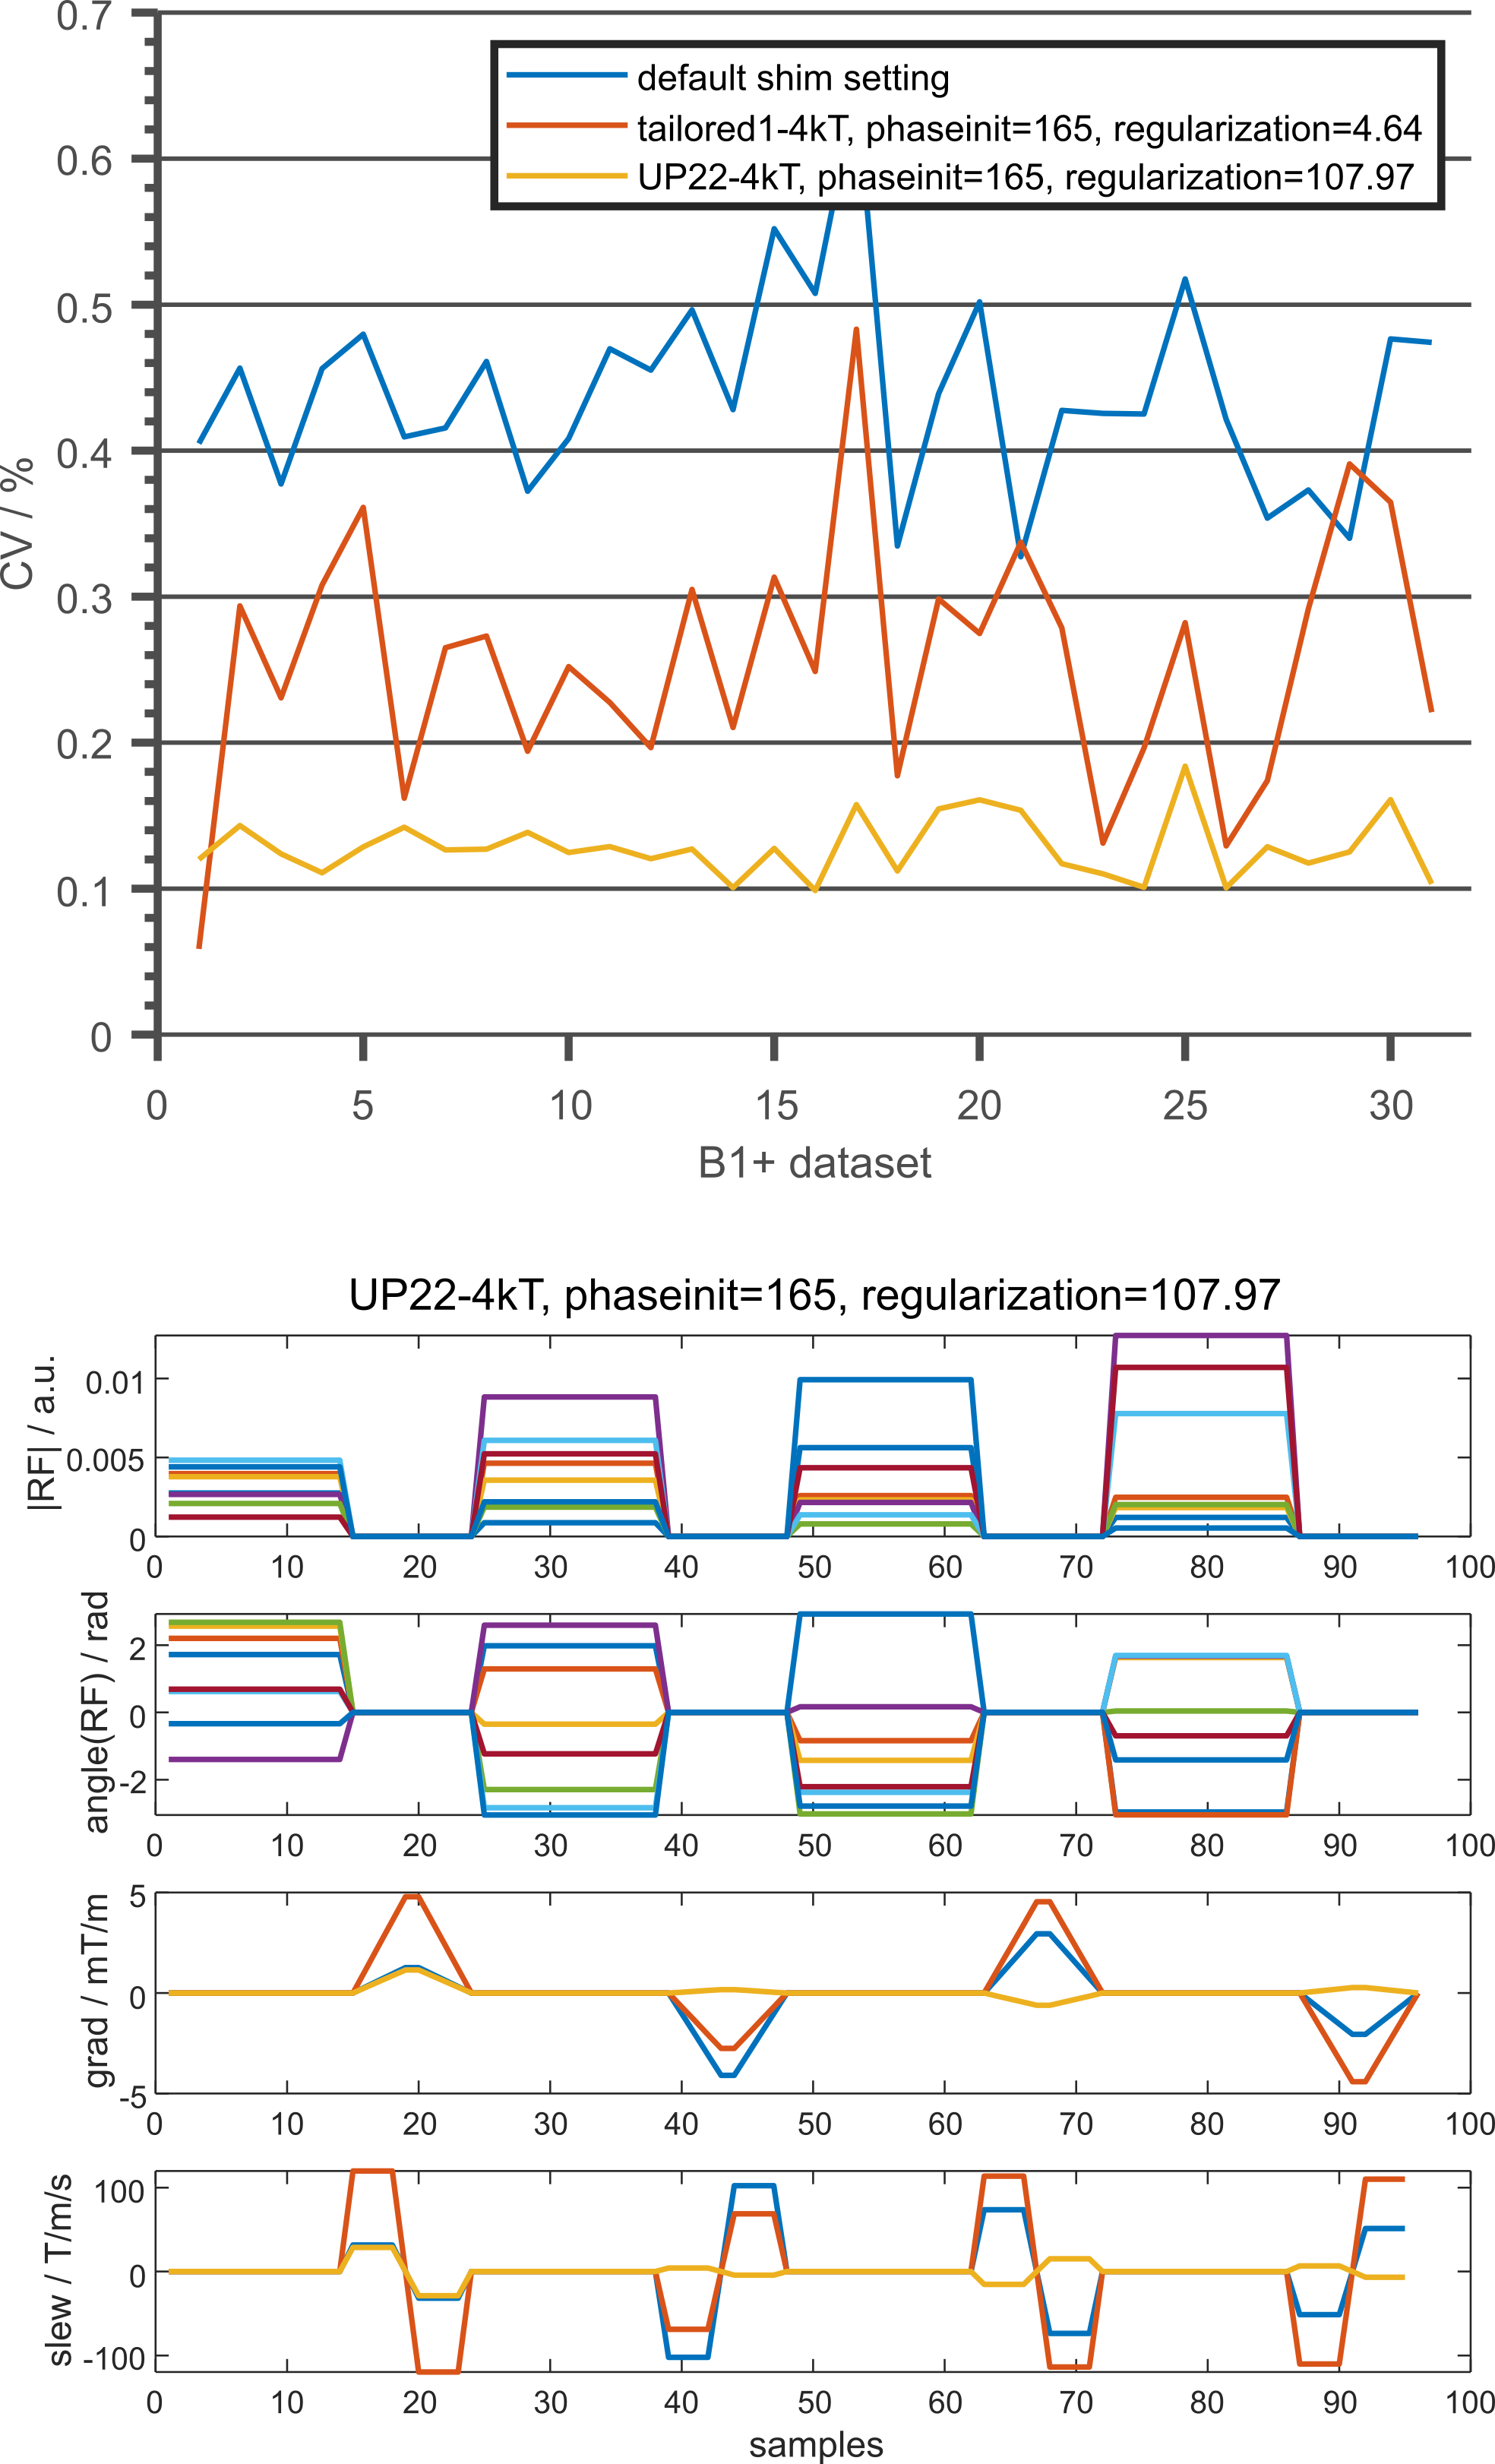 0.7
0.6
0.5
0.4
0.3
0.2
0.1
0
CV / %
default shim setting
tailored1-4kT, phaseinit=165, regularization=4.64
UP22-4kT, phaseinit=165, regularization=107.97
0 5 10 15 20 25 30
B1+ dataset
UP22-4kT, phaseinit=165, regularization=107.97
|RF| / a.u.
0.01
0.005
0
0 10 20 30 40 50 60 70 80 90 100
angle(RF) / rad
2
0
-2
0 10 20 30 40 50 60 70 80 90 100
grad / mT/m
5
0
-5
0 10 20 30 40 50 60 70 80 90 100
slew / T/m/s
100
0
-100
0 10 20 30 40 50 60 70 80 90 100
samples